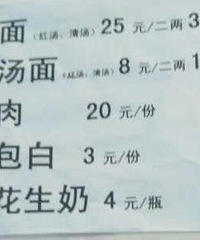 面（红汤、清汤）25 元/二两 3
汤面（红汤、清汤）8 元/二两 1
肉 20 元/份
包白 3 元/份
花生奶 4 元/瓶